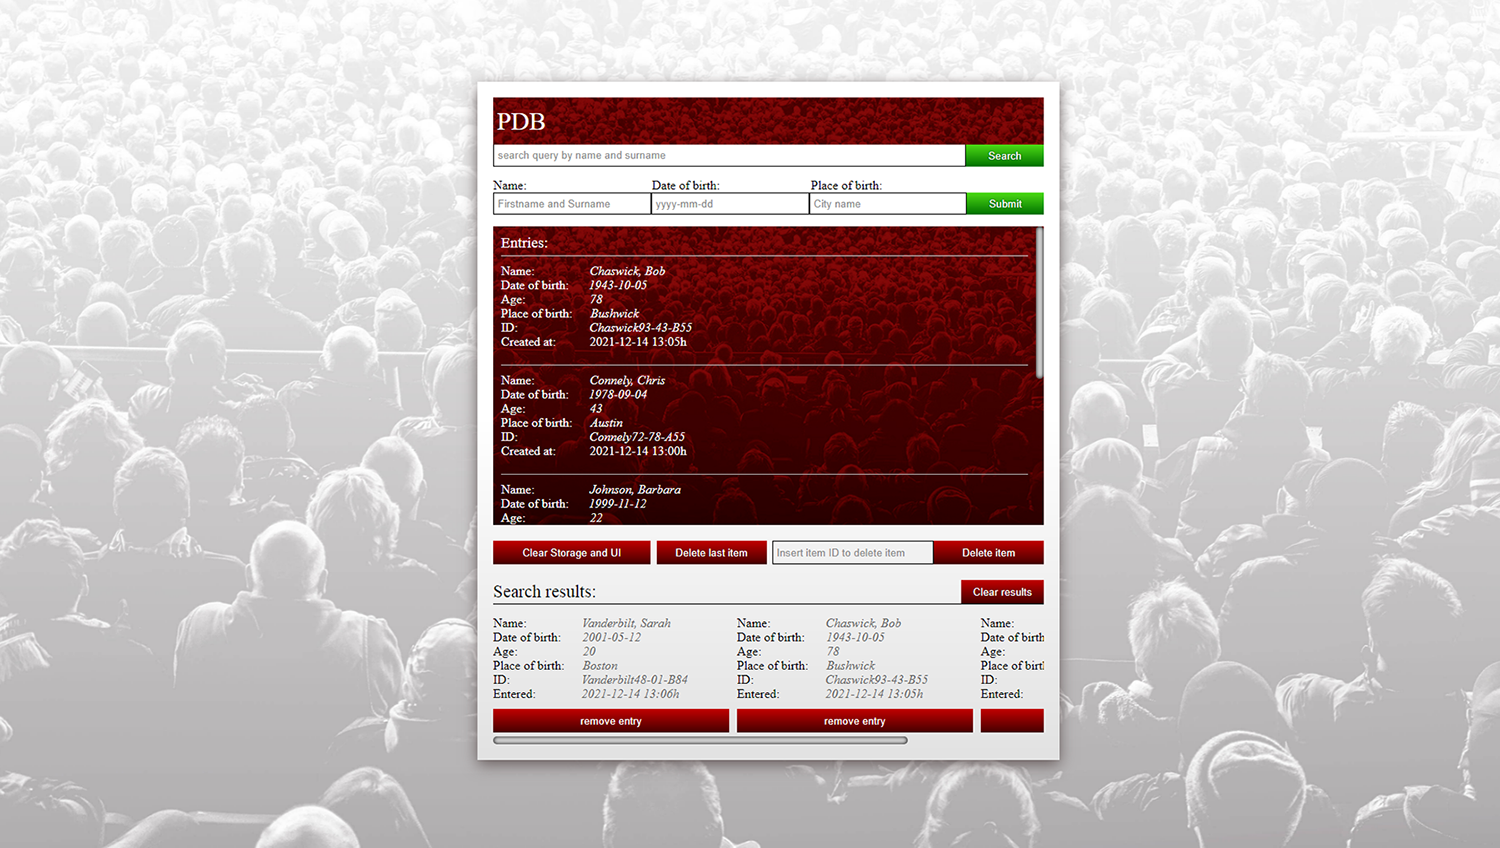 PDB
search query by name and surname Search
Name: Date of birth: Place of birth:
Firstname and Surname yyyy-mm-dd City name Submit
Entries:
Name: Chaswick, Bob
Date of birth: 1943-10-05
Age: 78
Place of birth: Bushwick
ID: Chaswick93-43-B55
Created at: 2021-12-14 13:05h
Name: Connely, Chris
Date of birth: 1978-09-04
Age: 43
Place of birth: Austin
ID: Connely72-78-A55
Created at: 2021-12-14 13:00h
Name: Johnson, Barbara
Date of birth: 1999-11-12
Age: 22
Clear Storage and UI Delete last item Insert item ID to delete item Delete item
Search results: Clear results
Name: Vanderbilt, Sarah Name: Chaswick, Bob Name:
Date of birth: 2001-05-12 Date of birth: 1943-10-05 Date of birth
Age: 20 Age: 78 Age:
Place of birth: Boston Place of birth: Bushwick Place of birt
ID: Vanderbilt48-01-B84 ID: Chaswick93-43-B55 ID:
Entered: 2021-12-14 13:06h Entered: 2021-12-14 13:05h Entered:
remove entry remove entry